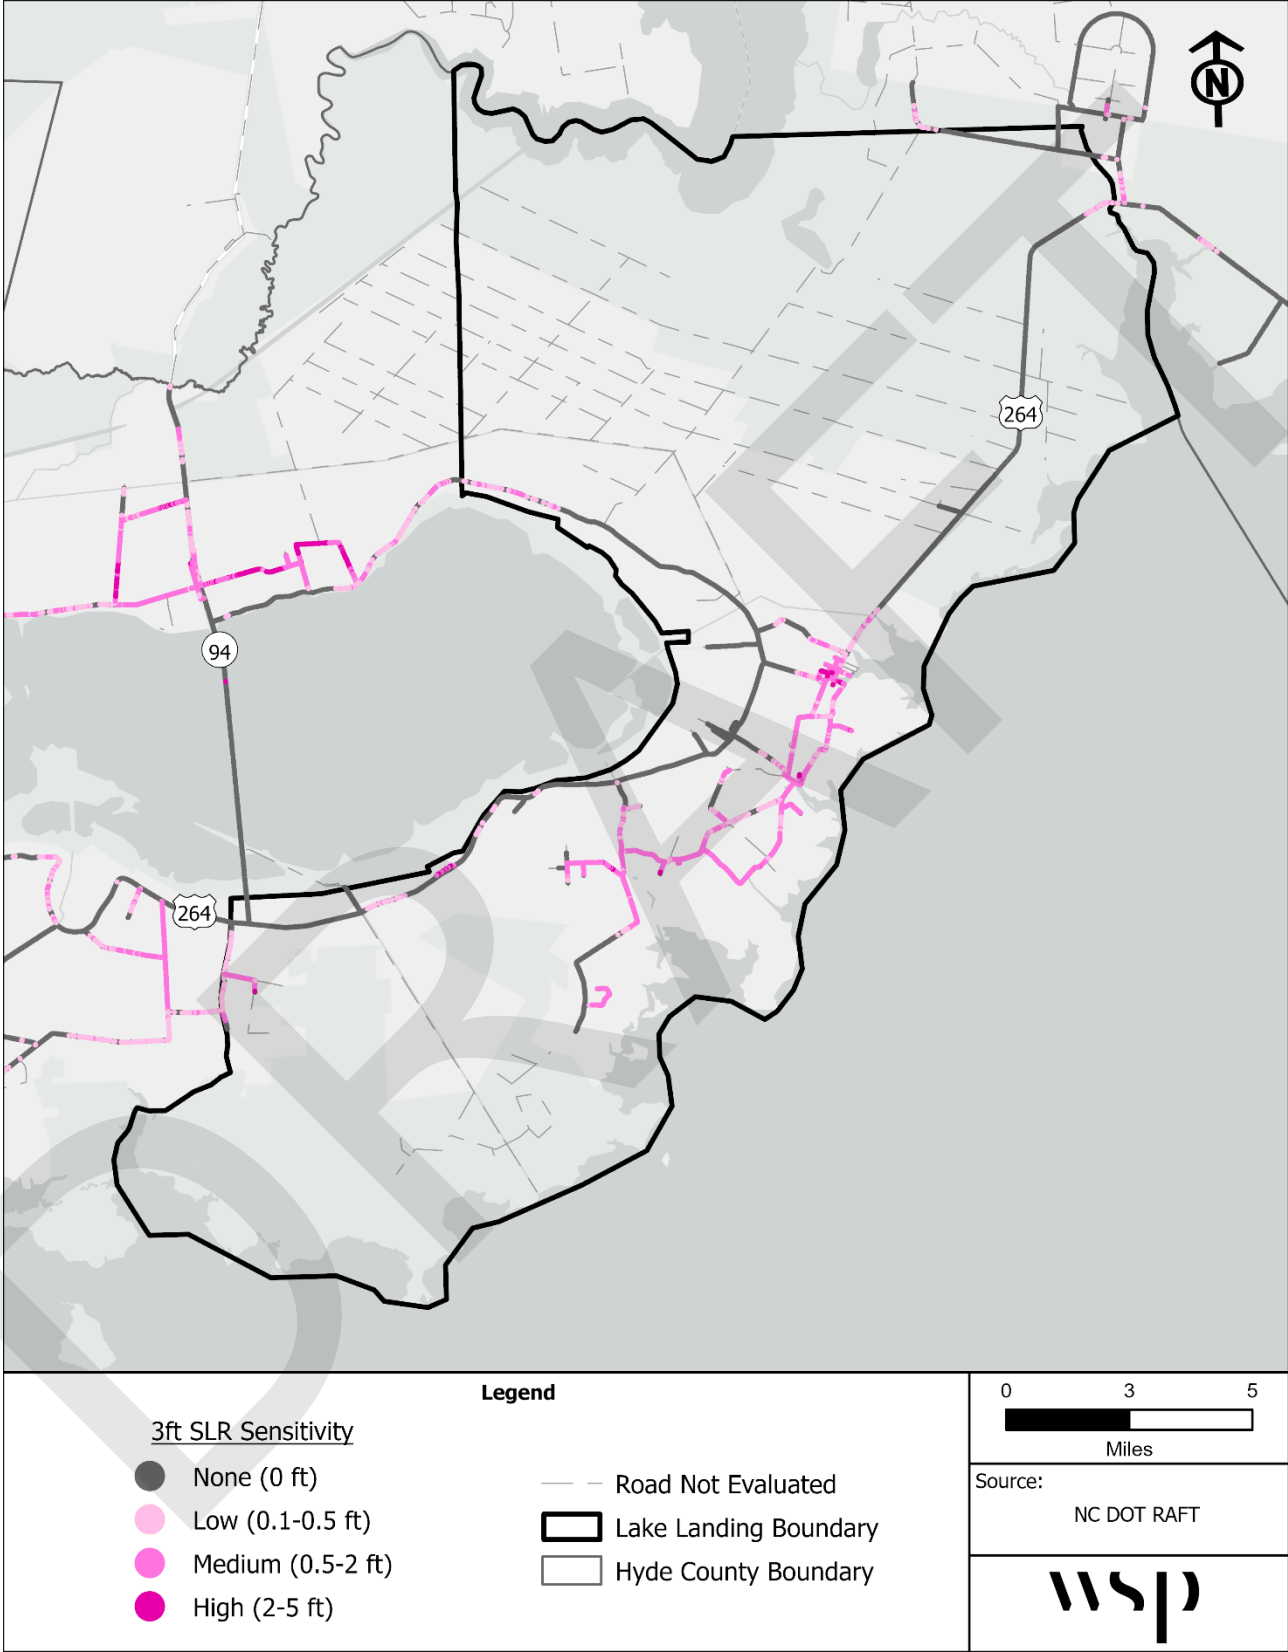 N
264
94
264
DRAFT
Legend
3ft SLR Sensitivity
None (0 ft)
Low (0.1-0.5 ft)
Medium (0.5-2 ft)
High (2-5 ft)
Road Not Evaluated
Lake Landing Boundary
Hyde County Boundary
0 3 5
Miles
Source:
NC DOT RAFT
wsp